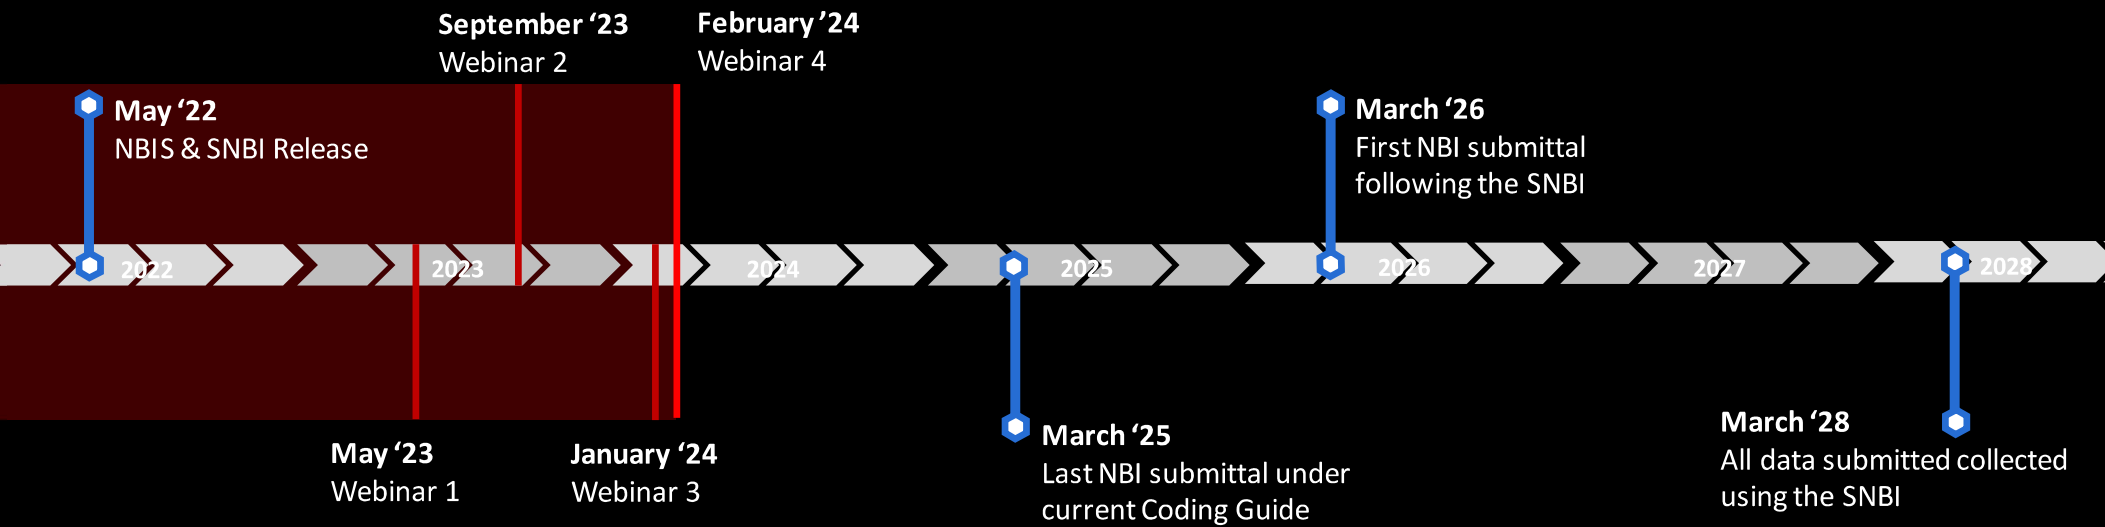 September ‘23
Webinar 2
February ’24
Webinar 4
May ‘22
NBIS & SNBI Release
March ‘26
First NBI submittal
following the SNBI
2022
2023
2024
2025
2026
2027
2028
May ‘23
Webinar 1
January ‘24
Webinar 3
March ‘25
Last NBI submittal under
current Coding Guide
March ‘28
All data submitted collected
using the SNBI